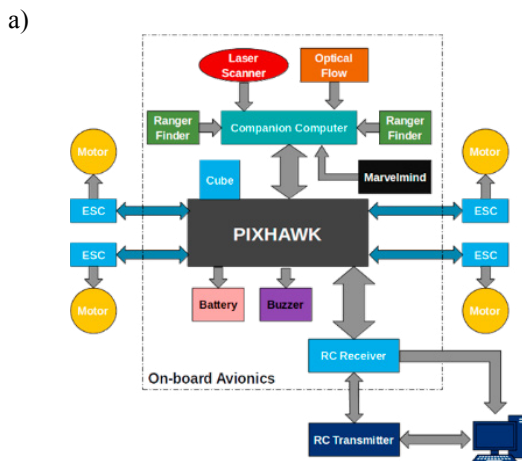 a)
Laser
Scanner
Optical
Flow
Ranger
Finder
Companion Computer
Ranger
Finder
Motor
Motor
Cube
Marvelmind
ESC
ESC
PIXHAWK
ESC
ESC
Motor
Battery
Buzzer
Motor
RC Receiver
On-board Avionics
RC Transmitter